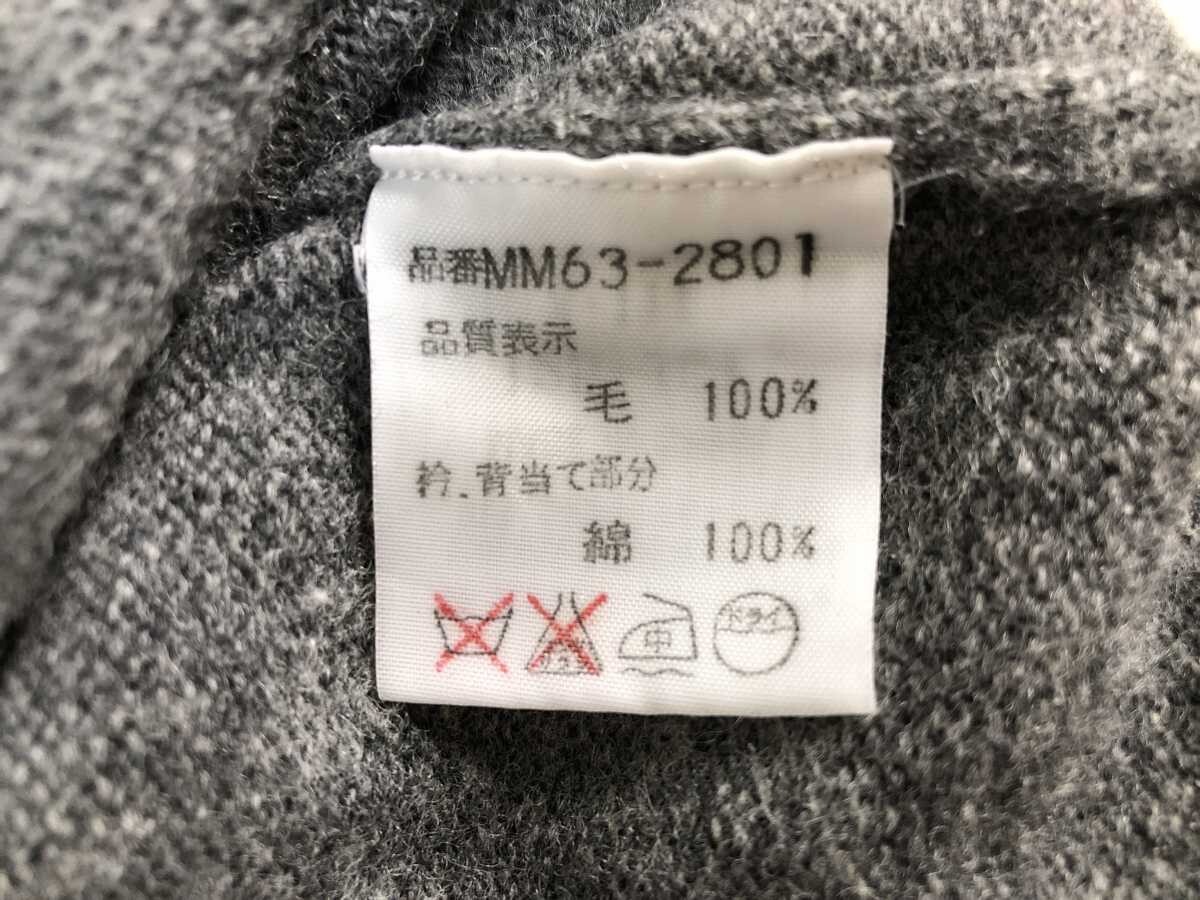 品番MM63-2801
品質表示
毛 100%
衿、背当て部分
綿 100%
中 ドライ